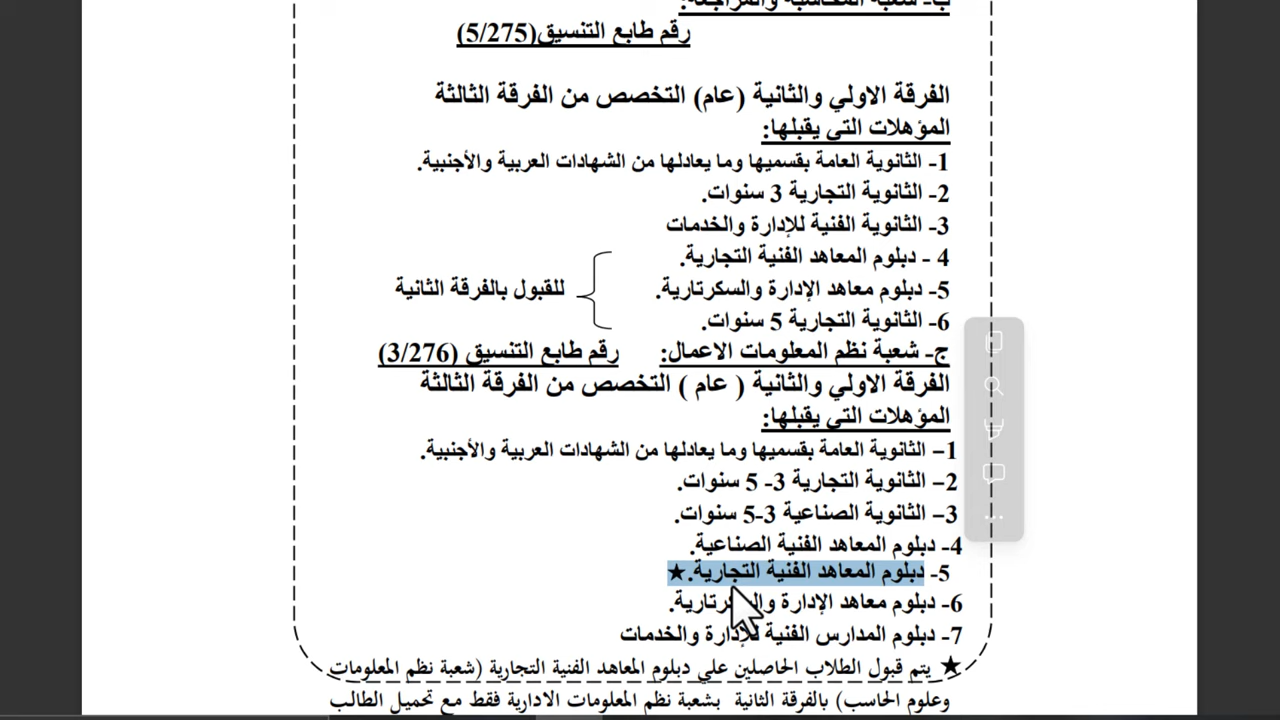 ب- شعبة المحاسبة والمراجعة:
رقم طابع التنسيق(5/275)
الفرقة الاولي والثانية (عام) التخصص من الفرقة الثالثة
المؤهلات التي يقبلها:
1- الثانوية العامة بقسميها وما يعادلها من الشهادات العربية والأجنبية.
2- الثانوية التجارية 3 سنوات.
3- الثانوية الفنية للإدارة والخدمات
4 - دبلوم المعاهد الفنية التجارية.
5- دبلوم معاهد الإدارة والسكرتارية. للقبول بالفرقة الثانية
6- الثانوية التجارية 5 سنوات.
ج- شعبة نظم المعلومات الاعمال: رقم طابع التنسيق (3/276)
الفرقة الاولي والثانية ( عام ) التخصص من الفرقة الثالثة
المؤهلات التي يقبلها:
1- الثانوية العامة بقسميها وما يعادلها من الشهادات العربية والأجنبية.
2- الثانوية التجارية 3- 5 سنوات.
3- الثانوية الصناعية 3-5 سنوات.
4- دبلوم المعاهد الفنية الصناعية.
5- دبلوم المعاهد الفنية التجارية.★
6- دبلوم معاهد الإدارة والسكرتارية.
7- دبلوم المدارس الفنية للإدارة والخدمات
★ يتم قبول الطلاب الحاصلين علي دبلوم المعاهد الفنية التجارية (شعبة نظم المعلومات
وعلوم الحاسب) بالفرقة الثانية بشعبة نظم المعلومات الادارية فقط مع تحميل الطالب